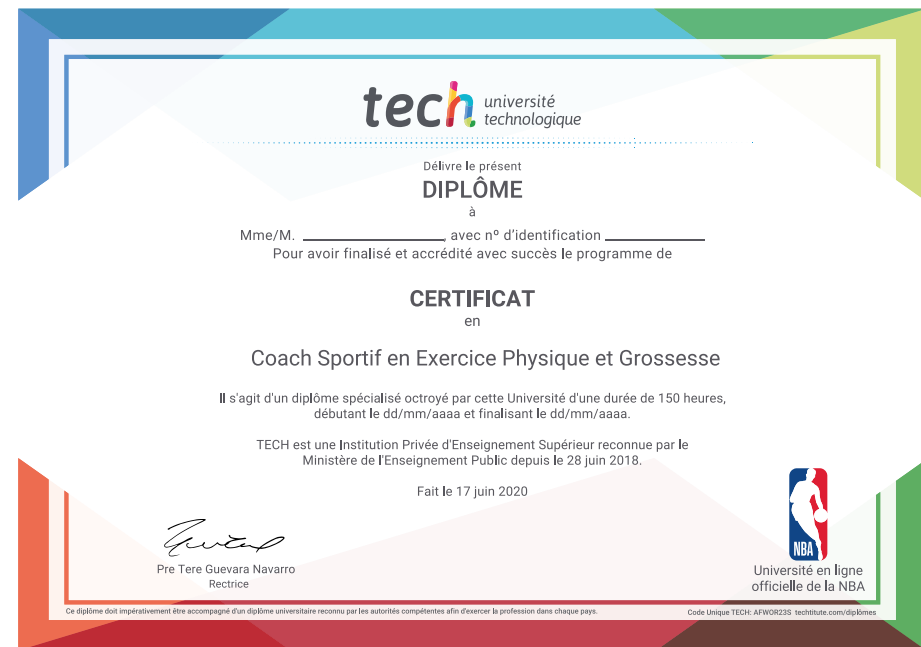 tech université
technologique
Délivre le présent
DIPLÔME
à
Mme/M. , avec nº d'identification
Pour avoir finalisé et accrédité avec succès le programme de
CERTIFICAT
en
Coach Sportif en Exercice Physique et Grossesse
Il s'agit d'un diplôme spécialisé octroyé par cette Université d'une durée de 150 heures,
débutant le dd/mm/aaaa et finalisant le dd/mm/aaaa.
TECH est une Institution Privée d'Enseignement Supérieur reconnue par le
Ministère de l'Enseignement Public depuis le 28 juin 2018.
Fait le 17 juin 2020
Pre Tere Guevara Navarro
Rectrice
NBA
Université en ligne
officielle de la NBA
Ce diplôme doit impérativement être accompagné d'un diplôme universitaire reconnu par les autorités compétentes afin d'exercer la profession dans chaque pays.
Code Unique TECH: AFWOR23S techtitute.com/diplômes